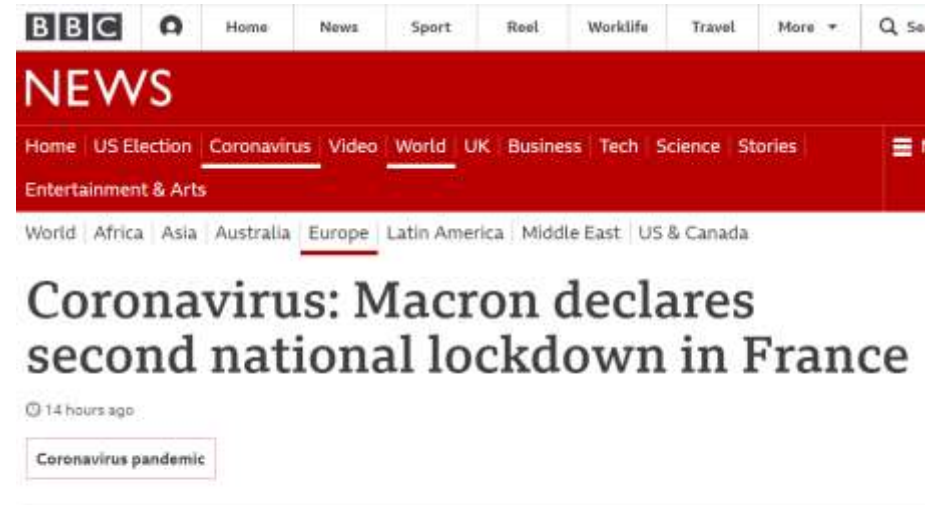 BBC Home News Sport Reel Worklife Travel More
NEWS
Home US Election Coronavirus Video World UK Business Tech Science Stories
Entertainment & Arts
World Africa Asia Australia Europe Latin America Middle East US & Canada
Coronavirus: Macron declares
second national lockdown in France
14 hours ago
Coronavirus pandemic